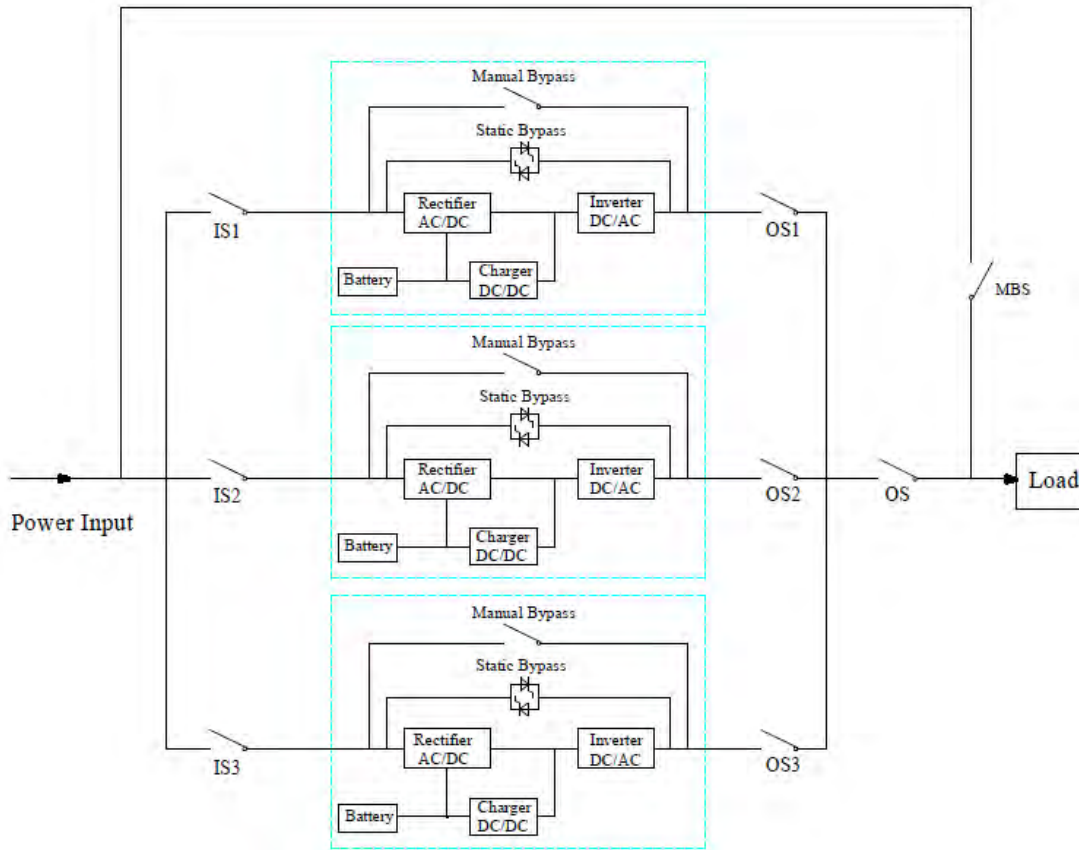 Manual Bypass
Static Bypass
Rectifier
AC/DC
Inverter
DC/AC
IS1
OS1
Battery
Charger
DC/DC
MBS
Manual Bypass
Static Bypass
Rectifier
AC/DC
Inverter
DC/AC
Power Input
IS2
OS2
OS
Load
Battery
Charger
DC/DC
Manual Bypass
Static Bypass
Rectifier
AC/DC
Inverter
DC/AC
IS3
OS3
Battery
Charger
DC/DC